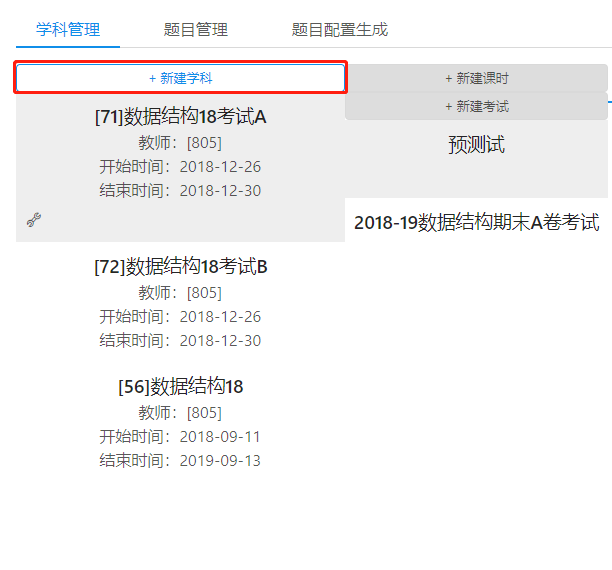 学科管理 题目管理 题目配置生成
+ 新建学科
[71]数据结构18考试A
教师：[805]
开始时间：2018-12-26
结束时间：2018-12-30
[72]数据结构18考试B
教师：[805]
开始时间：2018-12-26
结束时间：2018-12-30
[56]数据结构18
教师：[805]
开始时间：2018-09-11
结束时间：2019-09-13
+ 新建课时
+ 新建考试
预测试
2018-19数据结构期末A卷考试